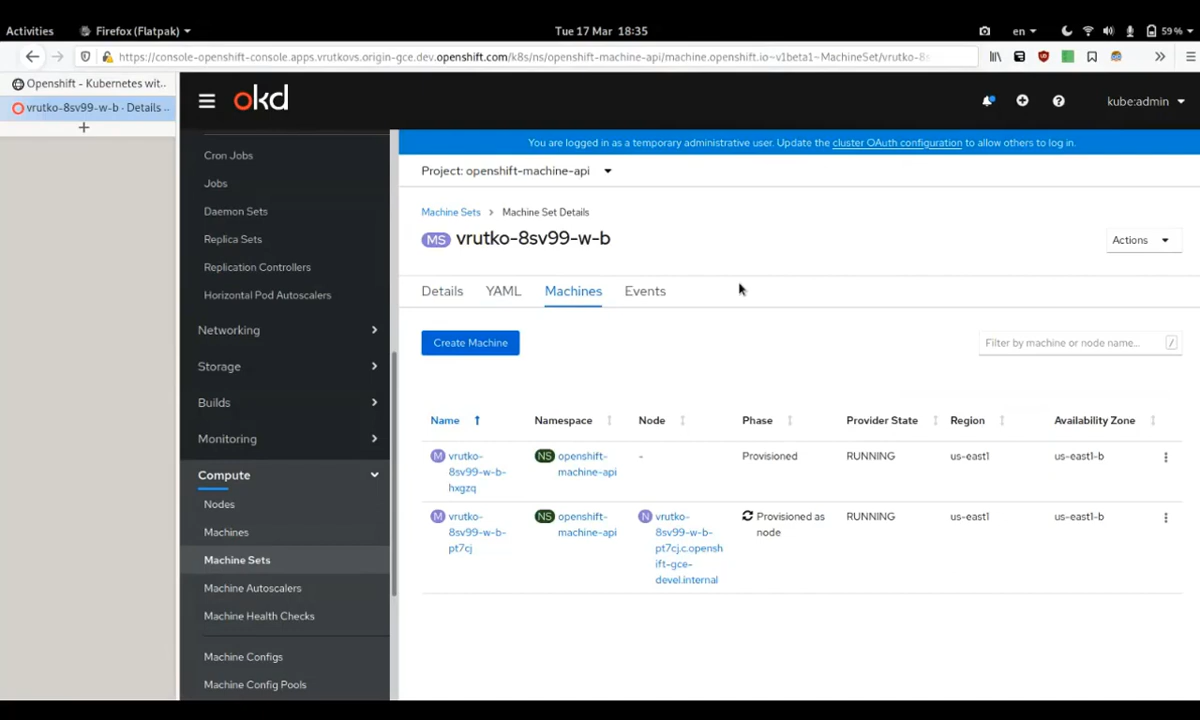 Activities
Firefox (Flatpak)
Tue 17 Mar 18:35
en
59 %
https://console-openshift-console.apps.vrutkovs.origin-gce.dev.openshift.com/k8s/ns/openshift-machine-api/machine.openshift.io~v1beta1~MachineSet/vrutko-8s
Openshift - Kubernetes wit..
vrutko-8sv99-w-b · Details ..
okd
kube:admin
You are logged in as a temporary administrative user. Update the cluster OAuth configuration to allow others to log in.
Cron Jobs
Jobs
Daemon Sets
Replica Sets
Replication Controllers
Horizontal Pod Autoscalers
Networking
Storage
Builds
Monitoring
Compute
Nodes
Machines
Machine Sets
Machine Autoscalers
Machine Health Checks
Machine Configs
Machine Config Pools
Project: openshift-machine-api
Machine Sets > Machine Set Details
MS vrutko-8sv99-w-b
Actions
Details YAML Machines Events
Create Machine
Filter by machine or node name... /
Name Namespace Node Phase Provider State Region Availability Zone
M vrutko-
8sv99-w-b-
hxgzq
NS openshift-
machine-api
-
Provisioned
RUNNING
us-east1
us-east1-b
M vrutko-
8sv99-w-b-
pt7cj
NS openshift-
machine-api
N vrutko-
8sv99-w-b-
pt7cj.c.opensh
ift-gce-
devel.internal
Provisioned as
node
RUNNING
us-east1
us-east1-b